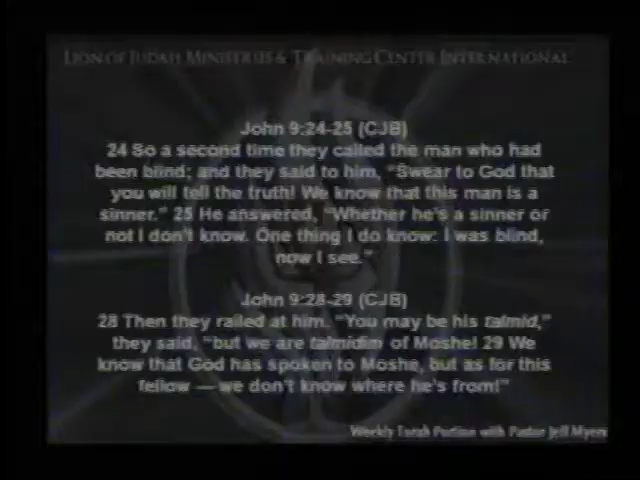 LION OF JUDAH MINISTRIES & TRAINING CENTER INTERNATIONAL
John 9:24-25 (CJB)
24 So a second time they called the man who had
been blind; and they said to him, "Swear to God that
you will tell the truth! We know that this man is a
sinner." 25 He answered, "Whether he's a sinner or
not I don't know. One thing I do know: I was blind,
now I see."
John 9:28-29 (CJB)
28 Then they railed at him. "You may be his talmid,"
they said, "but we are talmidim of Moshe! 29 We
know that God has spoken to Moshe, but as for this
fellow — we don't know where he's from!"
Weekly Torah Portion with Pastor Jeff Myers